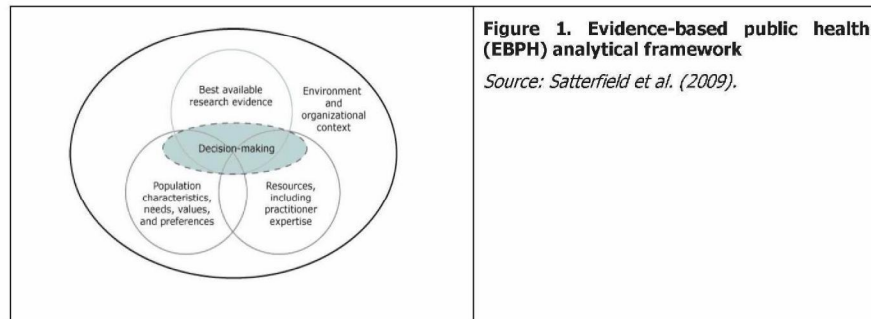 Best available
research evidence
Environment
and
organizational
context
Decision-making
Population
characteristics,
needs, values,
and preferences
Resources,
including
practitioner
expertise
Figure 1. Evidence-based public health
(EBPH) analytical framework
Source: Satterfield et al. (2009).